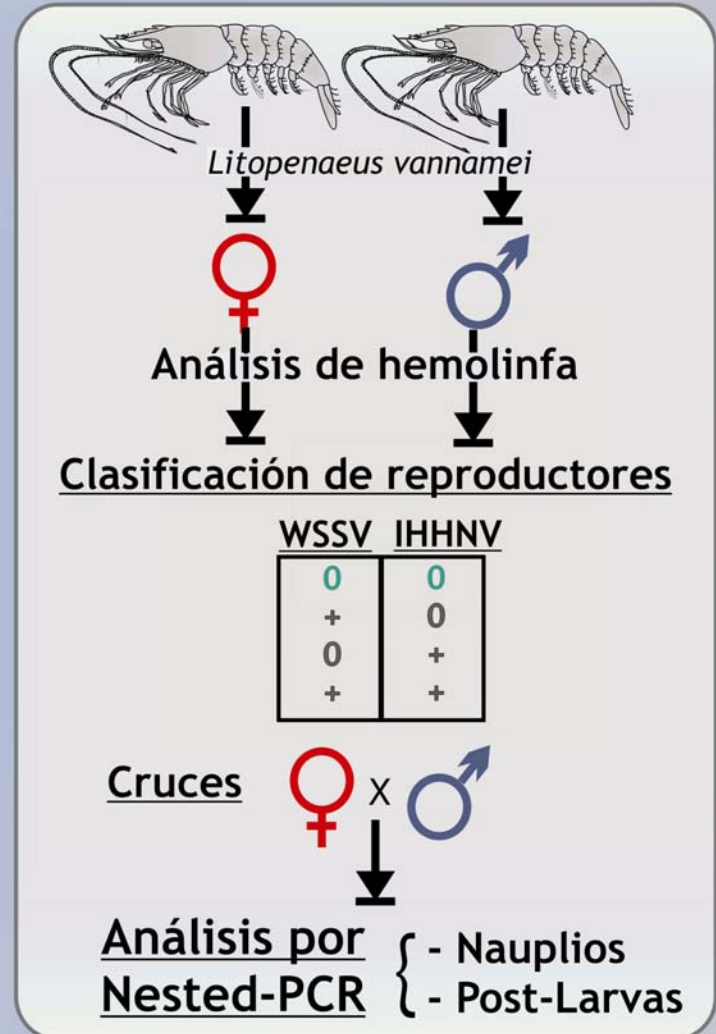 Litopenaeus vannamei
Análisis de hemolinfa
Clasificación de reproductores
WSSV IHHNV
0 0
+ 0
0 +
+ +
Cruces ♀ X ♂
Análisis por
Nested-PCR
{ - Nauplios
- Post-Larvas